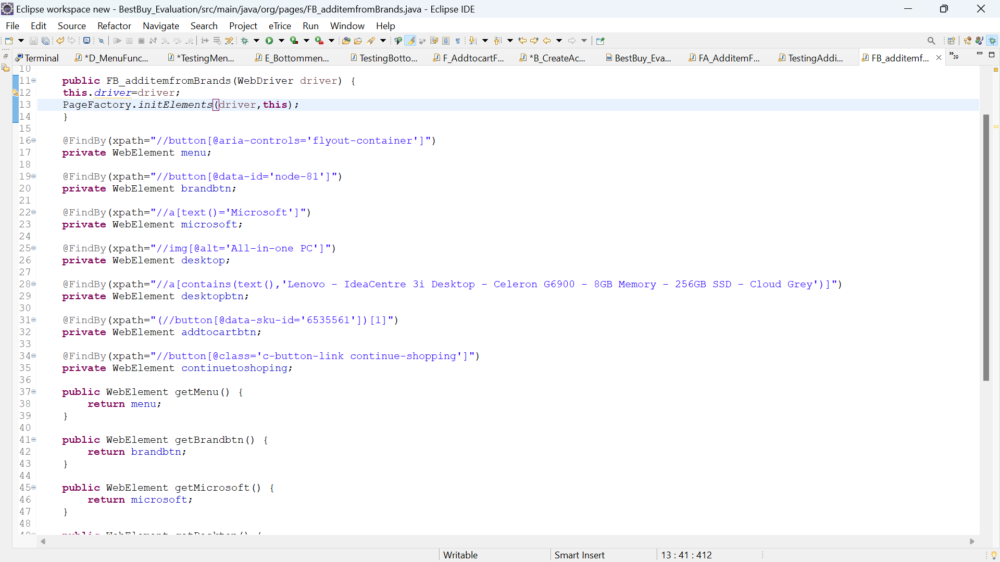 Eclipse workspace new - BestBuy_Evaluation/src/main/java/org/pages/FB_additemfromBrands.java - Eclipse IDE
File Edit Source Refactor Navigate Search Project eTrice Run Window Help
Terminal *D_MenuFunc... *TestingMen... E_Bottommen... TestingBotto... F_AddtocartF... *B_CreateAc... BestBuy_Eva... FA_AdditemF... TestingAddi... FB_additemf... »39
10
11 public FB_additemfromBrands(WebDriver driver) {
12 this.driver=driver;
13 PageFactory.initElements(driver,this);
14 }
15
16 @FindBy(xpath="//button[@aria-controls='flyout-container']")
17 private WebElement menu;
18
19 @FindBy(xpath="//button[@data-id='node-81']")
20 private WebElement brandbtn;
21
22 @FindBy(xpath="//a[text()='Microsoft']")
23 private WebElement microsoft;
24
25 @FindBy(xpath="//img[@alt='All-in-one PC']")
26 private WebElement desktop;
27
28 @FindBy(xpath="//a[contains(text(),'Lenovo - IdeaCentre 3i Desktop - Celeron G6900 - 8GB Memory - 256GB SSD - Cloud Grey')]")
29 private WebElement desktopbtn;
30
31 @FindBy(xpath="(//button[@data-sku-id='6535561'])[1]")
32 private WebElement addtocartbtn;
33
34 @FindBy(xpath="//button[@class='c-button-link continue-shopping']")
35 private WebElement continuetoshoping;
36
37 public WebElement getMenu() {
38 return menu;
39 }
40
41 public WebElement getBrandbtn() {
42 return brandbtn;
43 }
44
45 public WebElement getMicrosoft() {
46 return microsoft;
47 }
48
Writable Smart Insert 13 : 41 : 412